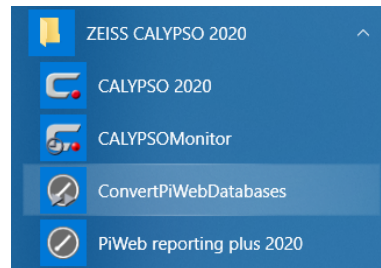 ZEISS CALYPSO 2020
CALYPSO 2020
CALYPSOMonitor
ConvertPiWebDatabases
PiWeb reporting plus 2020